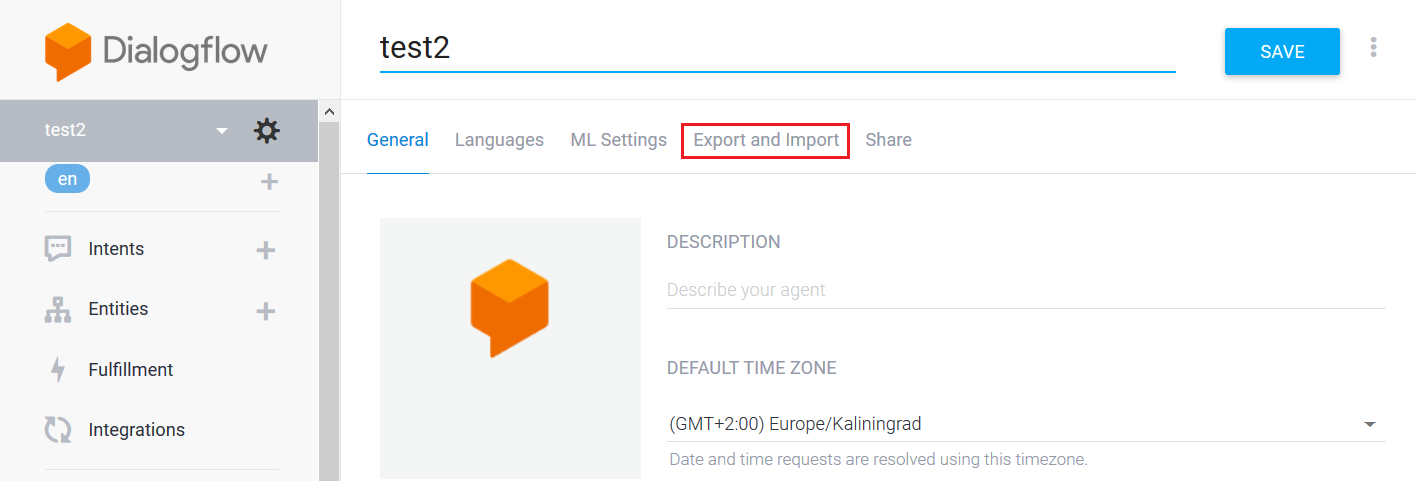 Dialogflow
test2
en
Intents
Entities
Fulfillment
Integrations
test2
SAVE
General Languages ML Settings Export and Import Share
DESCRIPTION
Describe your agent
DEFAULT TIME ZONE
(GMT+2:00) Europe/Kaliningrad
Date and time requests are resolved using this timezone.